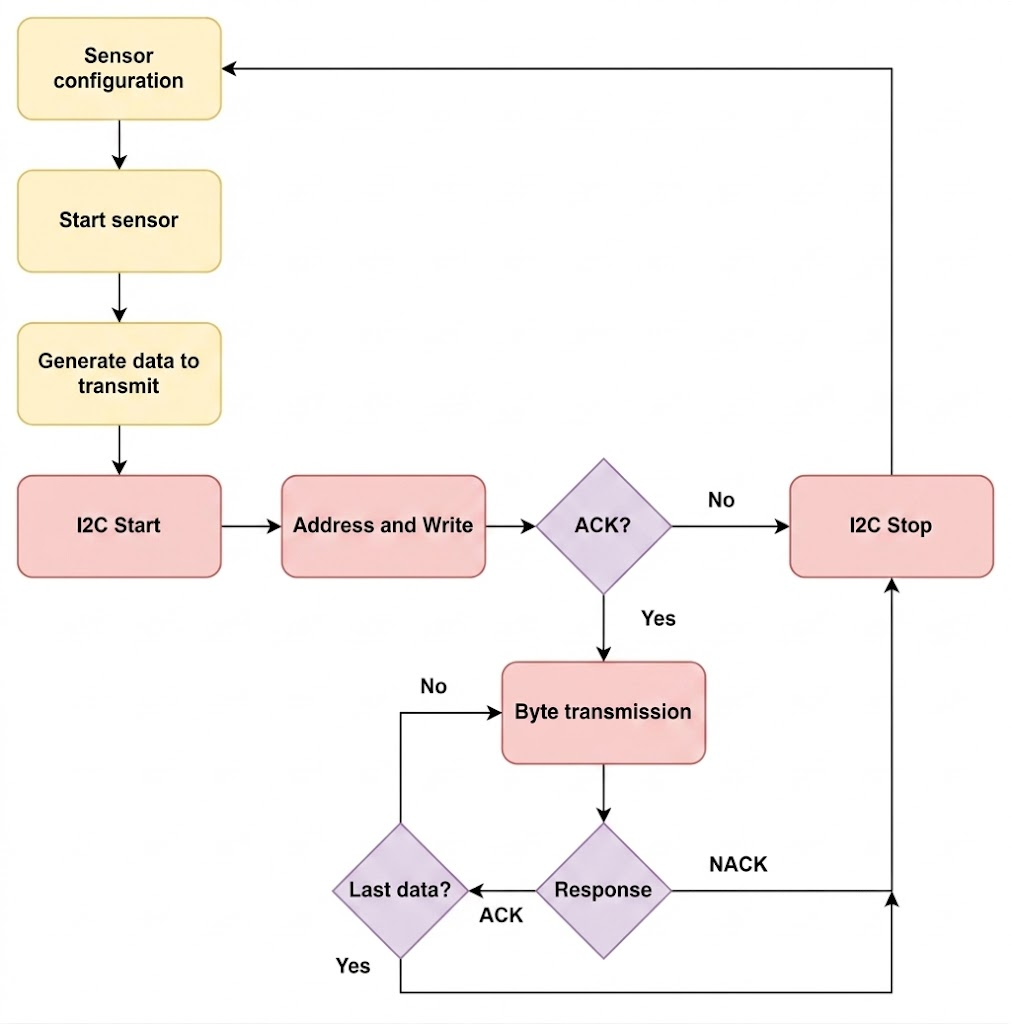 Sensor
configuration
Start sensor
Generate data to
transmit
I2C Start
Address and Write
ACK?
No
I2C Stop
Yes
No
Byte transmission
NACK
Last data?
Response
ACK
Yes